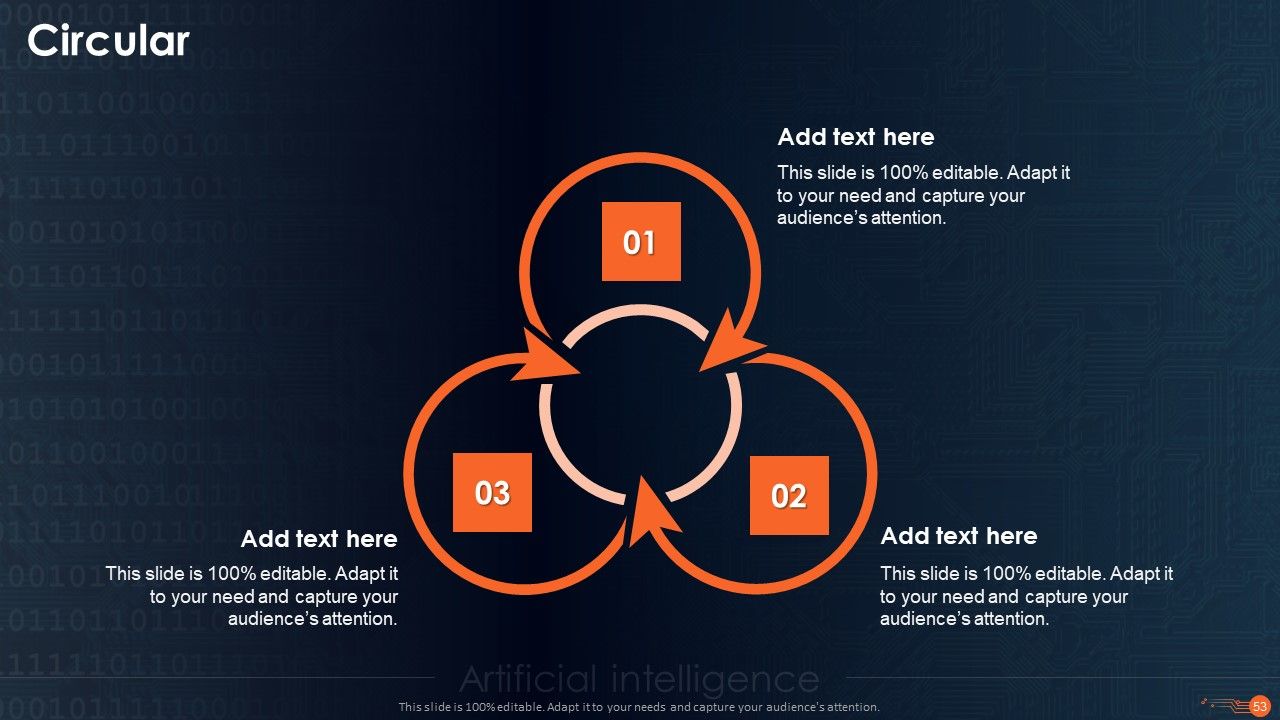 Circular
Add text here
This slide is 100% editable. Adapt it
to your need and capture your
audience's attention.
01
03
02
Add text here
This slide is 100% editable. Adapt it
to your need and capture your
audience's attention.
Add text here
This slide is 100% editable. Adapt it
to your need and capture your
audience's attention.
Artificial intelligence
This slide is 100% editable. Adapt it to your needs and capture your audience's attention.
53